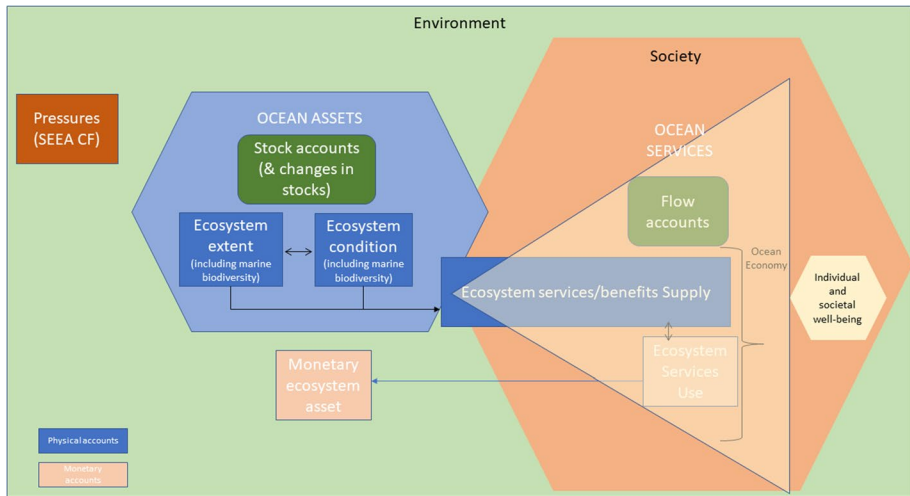 Environment
Society
Pressures
(SEEA CF)
OCEAN ASSETS
Stock accounts
(& changes in
stocks)
OCEAN
SERVICES
Flow
accounts
Ecosystem
extent
(including marine
biodiversity)
Ecosystem
condition
(including marine
biodiversity)
Ocean
Economy
Ecosystem services/benefits Supply
Individual
and
societal
well-being
Monetary
ecosystem
asset
Ecosystem
Services
Use
Physical accounts
Monetary
accounts